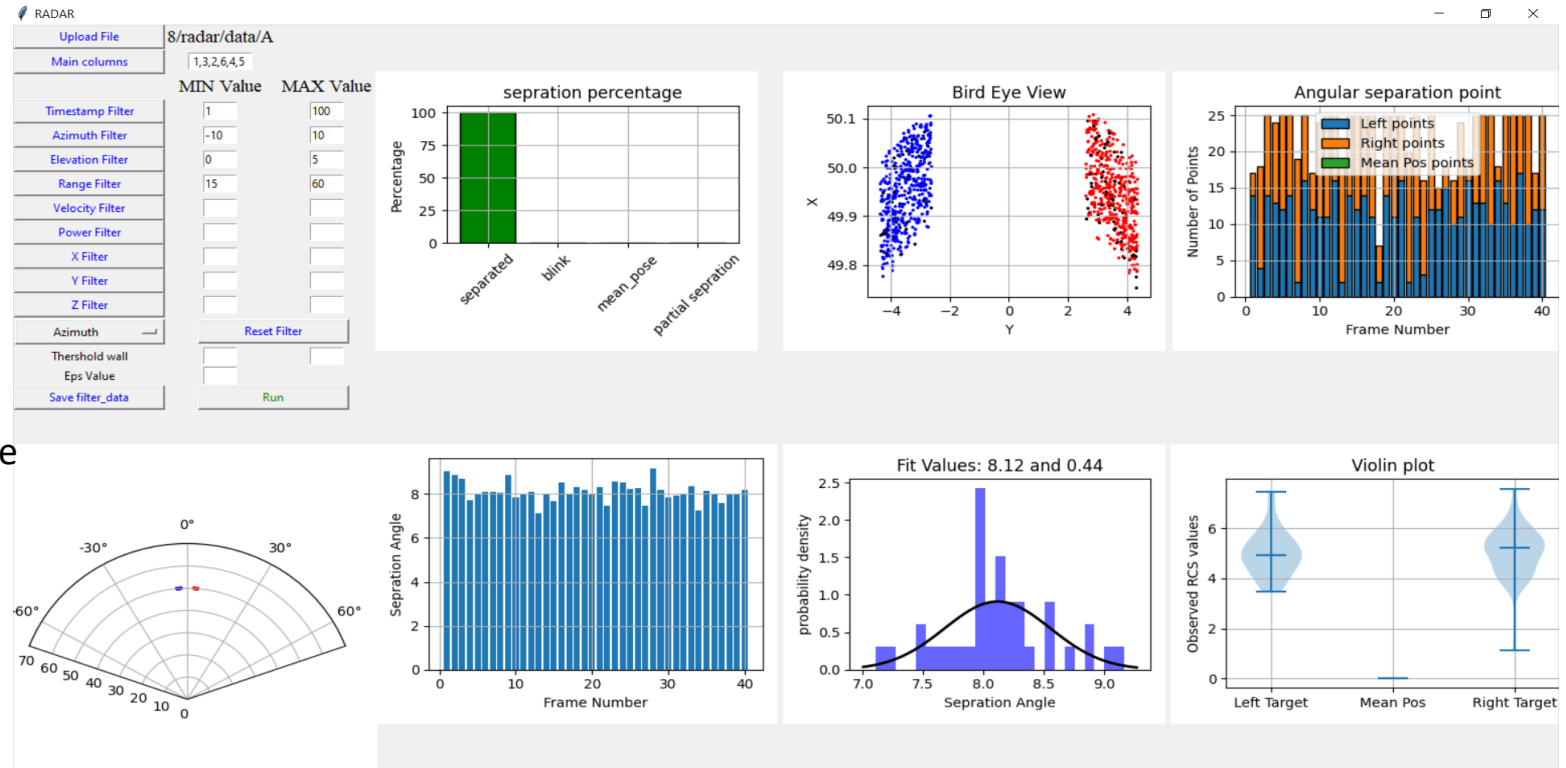 RADAR
Upload File 8/radar/data/A
Main columns 1,3,2,6,4,5
MIN Value MAX Value
Timestamp Filter 1 100
Azimuth Filter -10 10
Elevation Filter 0 5
Range Filter 15 60
Velocity Filter
Power Filter
X Filter
Y Filter
Z Filter
Azimuth Reset Filter
Thershold wall
Eps Value
Save filter_data Run
sepration percentage
Percentage
100
75
50
25
0
separated blink mean_pose partial sepration
Bird Eye View
X
50.1
50.0
49.9
49.8
−4 −2 0 2 4
Y
Angular separation point
Number of Points
25
20
15
10
5
0
Left points
Right points
Mean Pos points
0 10 20 30 40
Frame Number
e
0°
-30° 30°
60° 60°
70 60 50 40 30 20 10 0
Sepration Angle
8
6
4
2
0
0 10 20 30 40
Frame Number
Fit Values: 8.12 and 0.44
probability density
2.5
2.0
1.5
1.0
0.5
0.0
7.0 7.5 8.0 8.5 9.0
Sepration Angle
Violin plot
Observed RCS values
6
4
2
0
Left Target Mean Pos Right Target